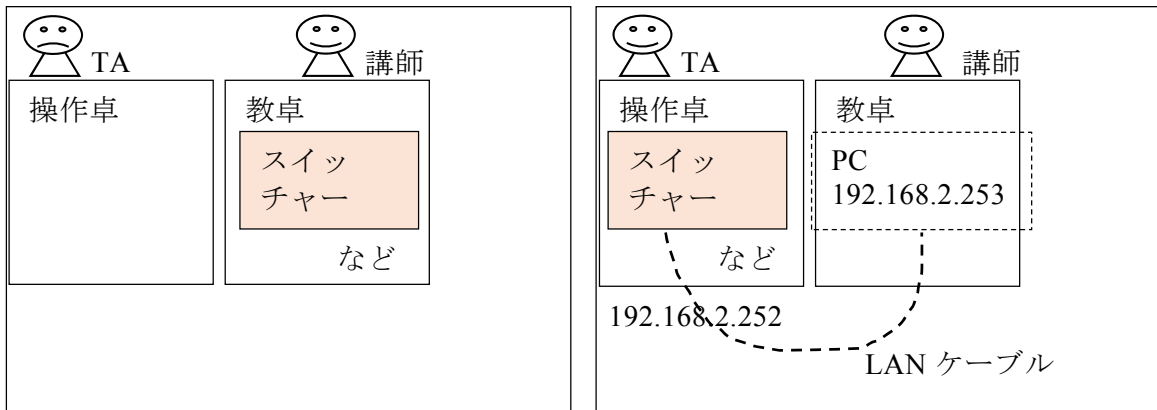 TA
講師
操作卓
教卓
スイッ
チャー
など
TA
講師
操作卓
教卓
スイッ
チャー
PC
192.168.2.253
など
192.168.2.252
LAN ケーブル